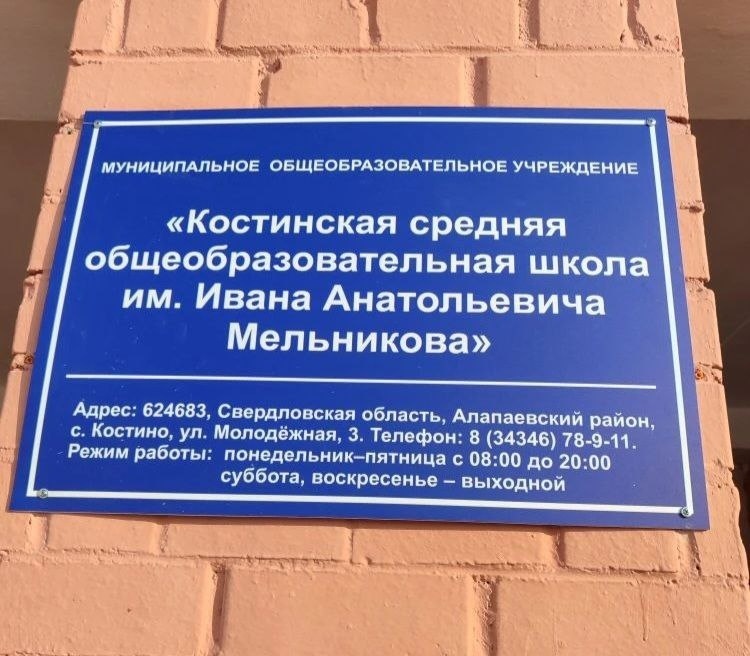 МУНИЦИПАЛЬНОЕ ОБЩЕОБРАЗОВАТЕЛЬНОЕ УЧРЕЖДЕНИЕ
«Костинская средняя
общеобразовательная школа
им. Ивана Анатольевича
Мельникова»
Адрес: 624683, Свердловская область, Алапаевский район,
с. Костино, ул. Молодёжная, 3. Телефон: 8 (34346) 78-9-11.
Режим работы: понедельник–пятница с 08:00 до 20:00
суббота, воскресенье – выходной